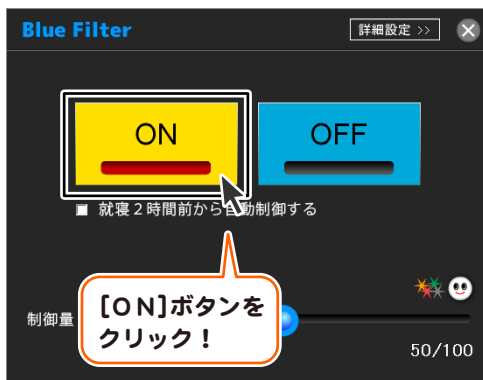 Blue Filter
詳細設定 >>
ON
OFF
就寝２時間前から自動制御する
[ON]ボタンを
クリック！
制御量
50/100